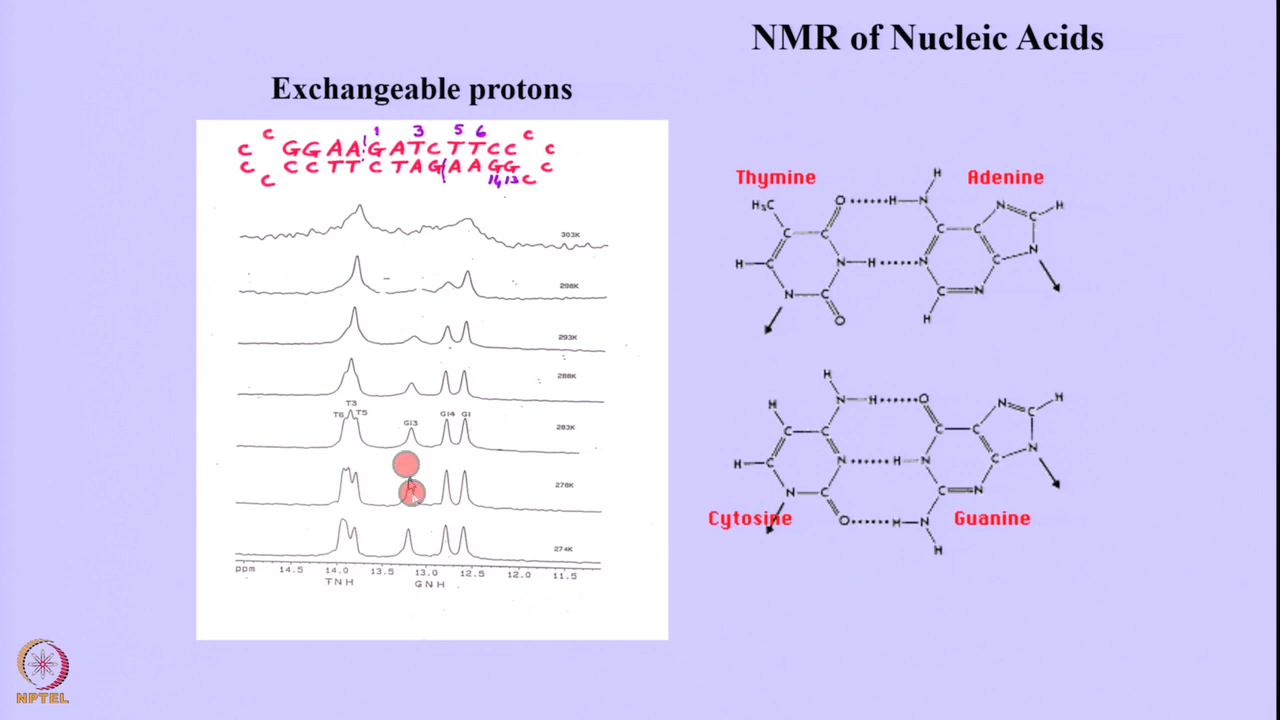 NMR of Nucleic Acids
Exchangeable protons
1 3 5 6
C C
C GGAA GATCTTCC C
C CCTTCTAGAAGG C
C 14 13 C
303K
298K
293K
288K
T3
T6 T5 G13 G14 G1 283K
278K
274K
ppm 14.5 14.0 13.5 13.0 12.5 12.0 11.5
TNH GNH
Thymine Adenine
H
H₃C O H N N C H
C C C C
H C N H N C N
N C C N
O H
H
H N H O N C H
C C C C
H C N H N C N
N C C N
Cytosine O H N Guanine
H
NPTEL